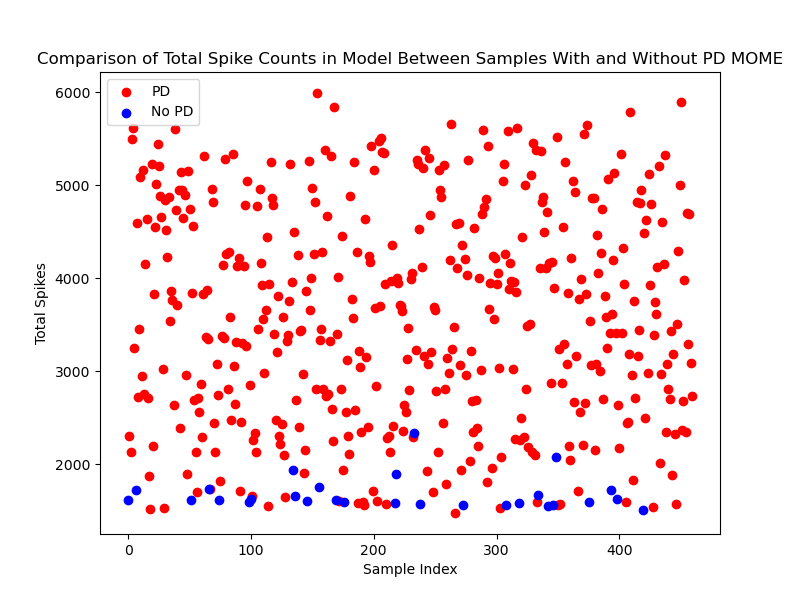 Comparison of Total Spike Counts in Model Between Samples With and Without PD MOME
PD
No PD
6000
5000
4000
3000
2000
Total Spikes
0 100 200 300 400
Sample Index